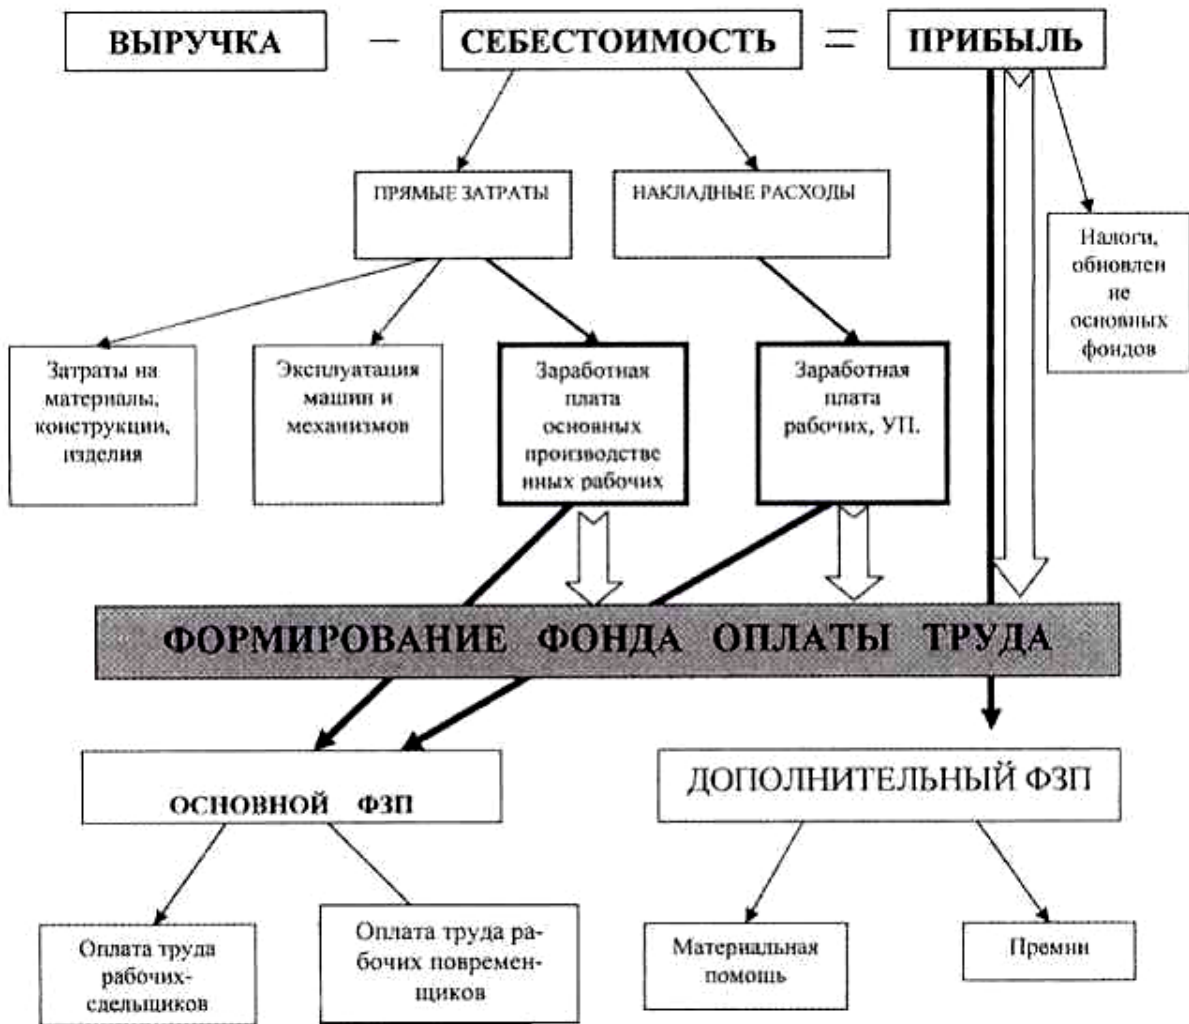 ВЫРУЧКА − СЕБЕСТОИМОСТЬ = ПРИБЫЛЬ
ПРЯМЫЕ ЗАТРАТЫ
НАКЛАДНЫЕ РАСХОДЫ
Налоги,
обновлен
ие
основных
фондов
Затраты на
материалы,
конструкции,
изделия
Эксплуатация
машин и
механизмов
Заработная
плата
основных
производстве
нных рабочих
Заработная
плата
рабочих, УП.
ФОРМИРОВАНИЕ ФОНДА ОПЛАТЫ ТРУДА
ОСНОВНОЙ ФЗП
ДОПОЛНИТЕЛЬНЫЙ ФЗП
Оплата труда
рабочих-
сдельщиков
Оплата труда ра-
бочих повремен-
щиков
Материальная
помощь
Премии